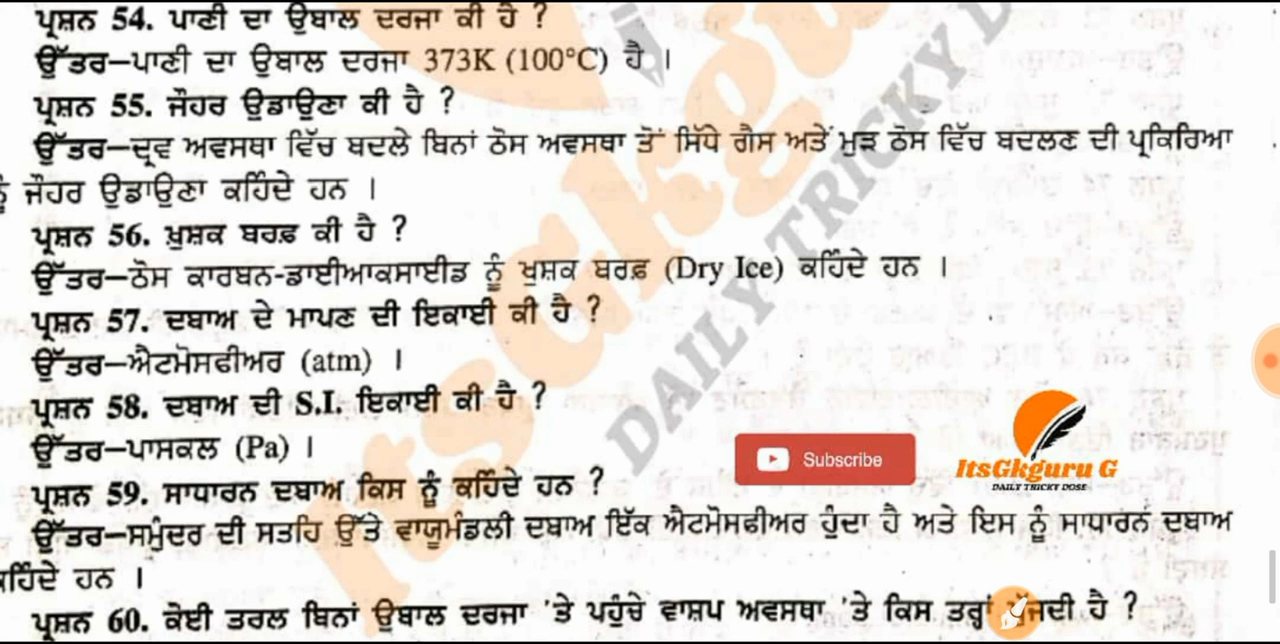 ਪ੍ਰਸ਼ਨ 54. ਪਾਣੀ ਦਾ ਉਬਾਲ ਦਰਜਾ ਕੀ ਹੈ ?
ਉੱਤਰ—ਪਾਣੀ ਦਾ ਉਬਾਲ ਦਰਜਾ 373K (100°C) ਹੈ ।
ਪ੍ਰਸ਼ਨ 55. ਜੌਹਰ ਉਡਾਉਣਾ ਕੀ ਹੈ ?
ਉੱਤਰ—ਦ੍ਰਵ ਅਵਸਥਾ ਵਿੱਚ ਬਦਲੇ ਬਿਨਾਂ ਠੋਸ ਅਵਸਥਾ ਤੋਂ ਸਿੱਧੇ ਗੈਸ ਅਤੇ ਮੁੜ ਠੋਸ ਵਿੱਚ ਬਦਲਣ ਦੀ ਪ੍ਰਕਿਰਿਆ
ਨੂੰ ਜੌਹਰ ਉਡਾਉਣਾ ਕਹਿੰਦੇ ਹਨ ।
ਪ੍ਰਸ਼ਨ 56. ਖ਼ੁਸ਼ਕ ਬਰਫ਼ ਕੀ ਹੈ ?
ਉੱਤਰ—ਠੋਸ ਕਾਰਬਨ-ਡਾਈਆਕਸਾਈਡ ਨੂੰ ਖੁਸ਼ਕ ਬਰਫ਼ (Dry Ice) ਕਹਿੰਦੇ ਹਨ ।
ਪ੍ਰਸ਼ਨ 57. ਦਬਾਅ ਦੇ ਮਾਪਣ ਦੀ ਇਕਾਈ ਕੀ ਹੈ ?
ਉੱਤਰ—ਐਟਮੋਸਫੀਅਰ (atm) ।
ਪ੍ਰਸ਼ਨ 58. ਦਬਾਅ ਦੀ S.I. ਇਕਾਈ ਕੀ ਹੈ ?
ਉੱਤਰ—ਪਾਸਕਲ (Pa) ।
Subscribe
ItsGkguru G
DAILY TRICKY DOSE
ਪ੍ਰਸ਼ਨ 59. ਸਾਧਾਰਨ ਦਬਾਅ ਕਿਸ ਨੂੰ ਕਹਿੰਦੇ ਹਨ ?
ਉੱਤਰ—ਸਮੁੰਦਰ ਦੀ ਸਤਹਿ ਉੱਤੇ ਵਾਯੂਮੰਡਲੀ ਦਬਾਅ ਇੱਕ ਐਟਮੋਸਫੀਅਰ ਹੁੰਦਾ ਹੈ ਅਤੇ ਇਸ ਨੂੰ ਸਾਧਾਰਨ ਦਬਾਅ
ਕਹਿੰਦੇ ਹਨ ।
ਪ੍ਰਸ਼ਨ 60. ਕੋਈ ਤਰਲ ਬਿਨਾਂ ਉਬਾਲ ਦਰਜਾ 'ਤੇ ਪਹੁੰਚੇ ਵਾਸ਼ਪ ਅਵਸਥਾ 'ਤੇ ਕਿਸ ਤਰ੍ਹਾਂ ਹੈ ?
ItsGkgu
DAILY TRICKY D